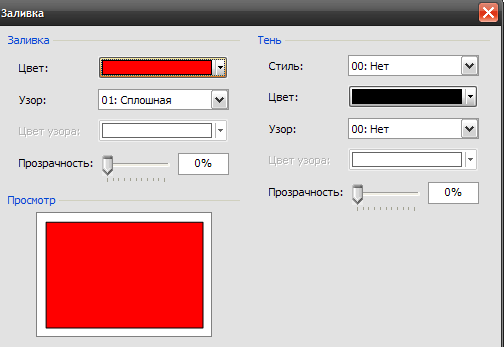 Заливка
Заливка
Цвет:
Узор:
01: Сплошная
Цвет узора:
Прозрачность:
0%
Просмотр
Тень
Стиль:
00: Нет
Цвет:
Узор:
00: Нет
Цвет узора:
Прозрачность:
0%